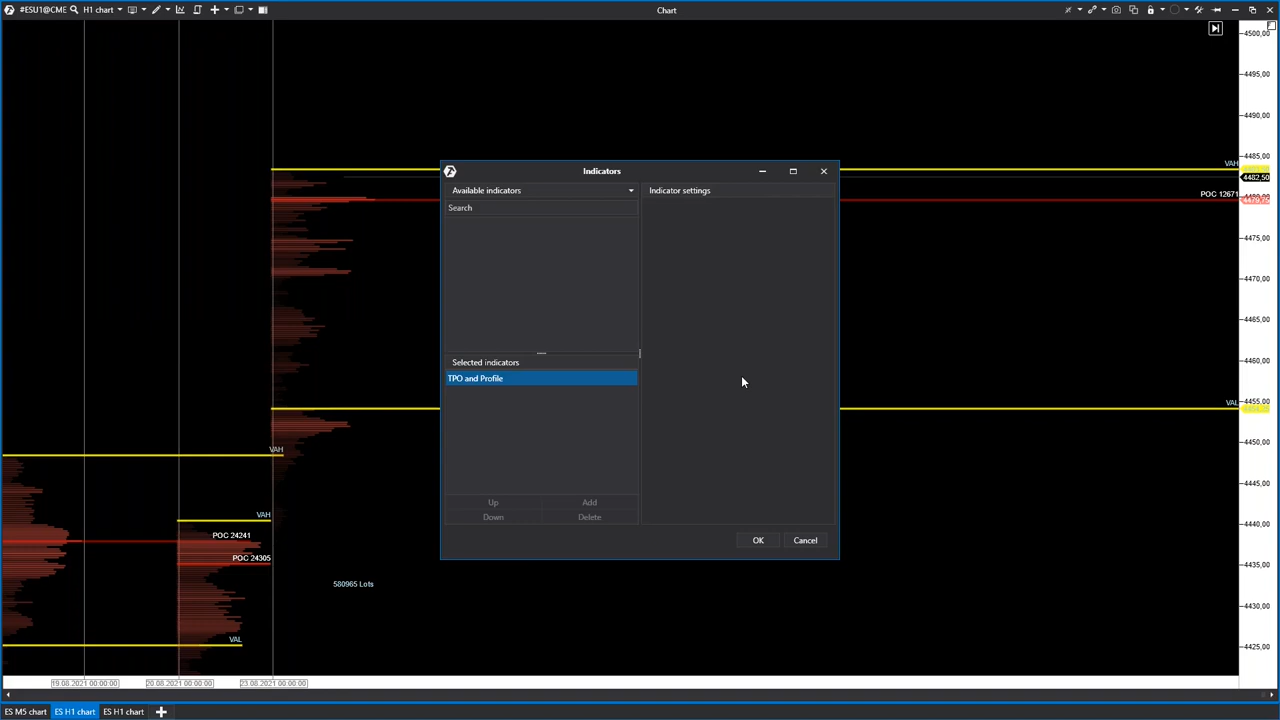 #ESU1@CME H1 chart Chart
4500,00
4495,00
4490,00
4485,00
VAH
4482,50
POC 12671
4479,75
4475,00
4470,00
4465,00
4460,00
4455,00
VAL
4450,00
4445,00
4440,00
4435,00
4430,00
4425,00
Indicators
Available indicators
Indicator settings
Search
Selected indicators
TPO and Profile
Up Add
Down Delete
OK Cancel
VAH
VAH
POC 24241
POC 24305
580965 Lots
VAL
19.08.2021 00:00:00 20.08.2021 00:00:00 23.08.2021 00:00:00
ES M5 chart ES H1 chart ES H1 chart